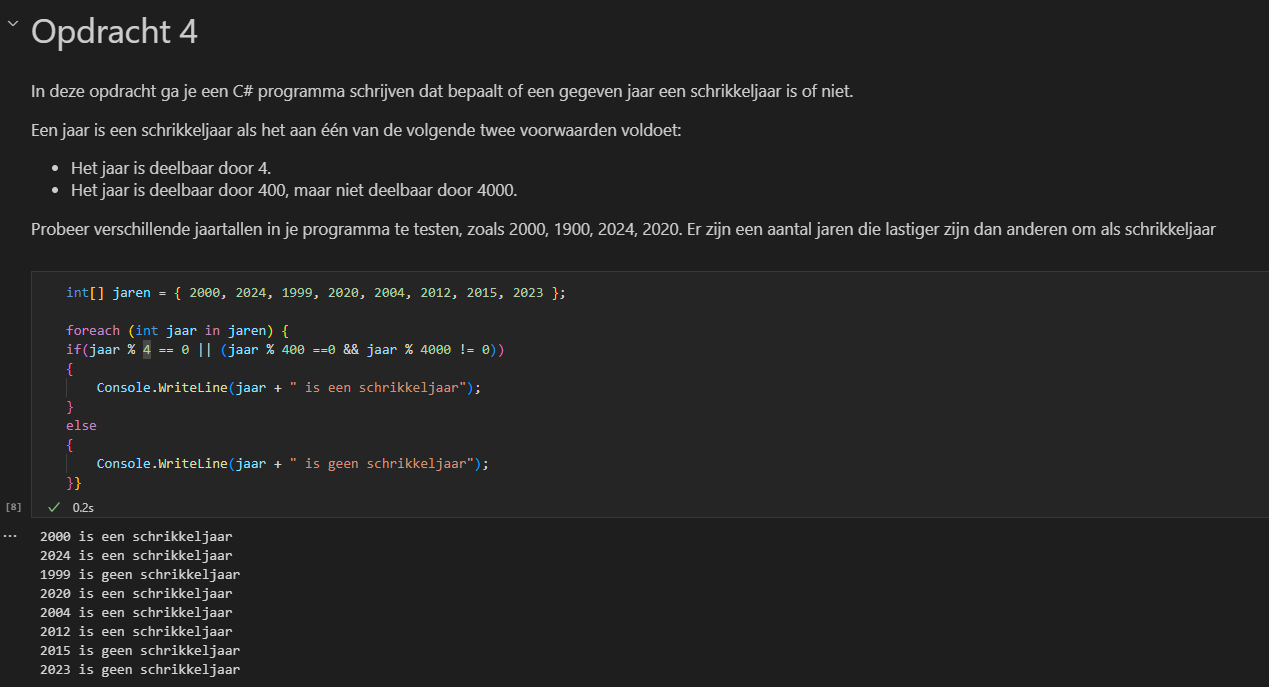 Opdracht 4
In deze opdracht ga je een C# programma schrijven dat bepaalt of een gegeven jaar een schrikkeljaar is of niet.
Een jaar is een schrikkeljaar als het aan één van de volgende twee voorwaarden voldoet:
• Het jaar is deelbaar door 4.
• Het jaar is deelbaar door 400, maar niet deelbaar door 4000.
Probeer verschillende jaartallen in je programma te testen, zoals 2000, 1900, 2024, 2020. Er zijn een aantal jaren die lastiger zijn dan anderen om als schrikkeljaar
int[] jaren = { 2000, 2024, 1999, 2020, 2004, 2012, 2015, 2023 };
foreach (int jaar in jaren) {
if(jaar % 4 == 0 || (jaar % 400 ==0 && jaar % 4000 != 0))
{
    Console.WriteLine(jaar + " is een schrikkeljaar");
}
else
{
    Console.WriteLine(jaar + " is geen schrikkeljaar");
}}
[8] ✓ 0.2s
... 2000 is een schrikkeljaar
2024 is een schrikkeljaar
1999 is geen schrikkeljaar
2020 is een schrikkeljaar
2004 is een schrikkeljaar
2012 is een schrikkeljaar
2015 is geen schrikkeljaar
2023 is geen schrikkeljaar